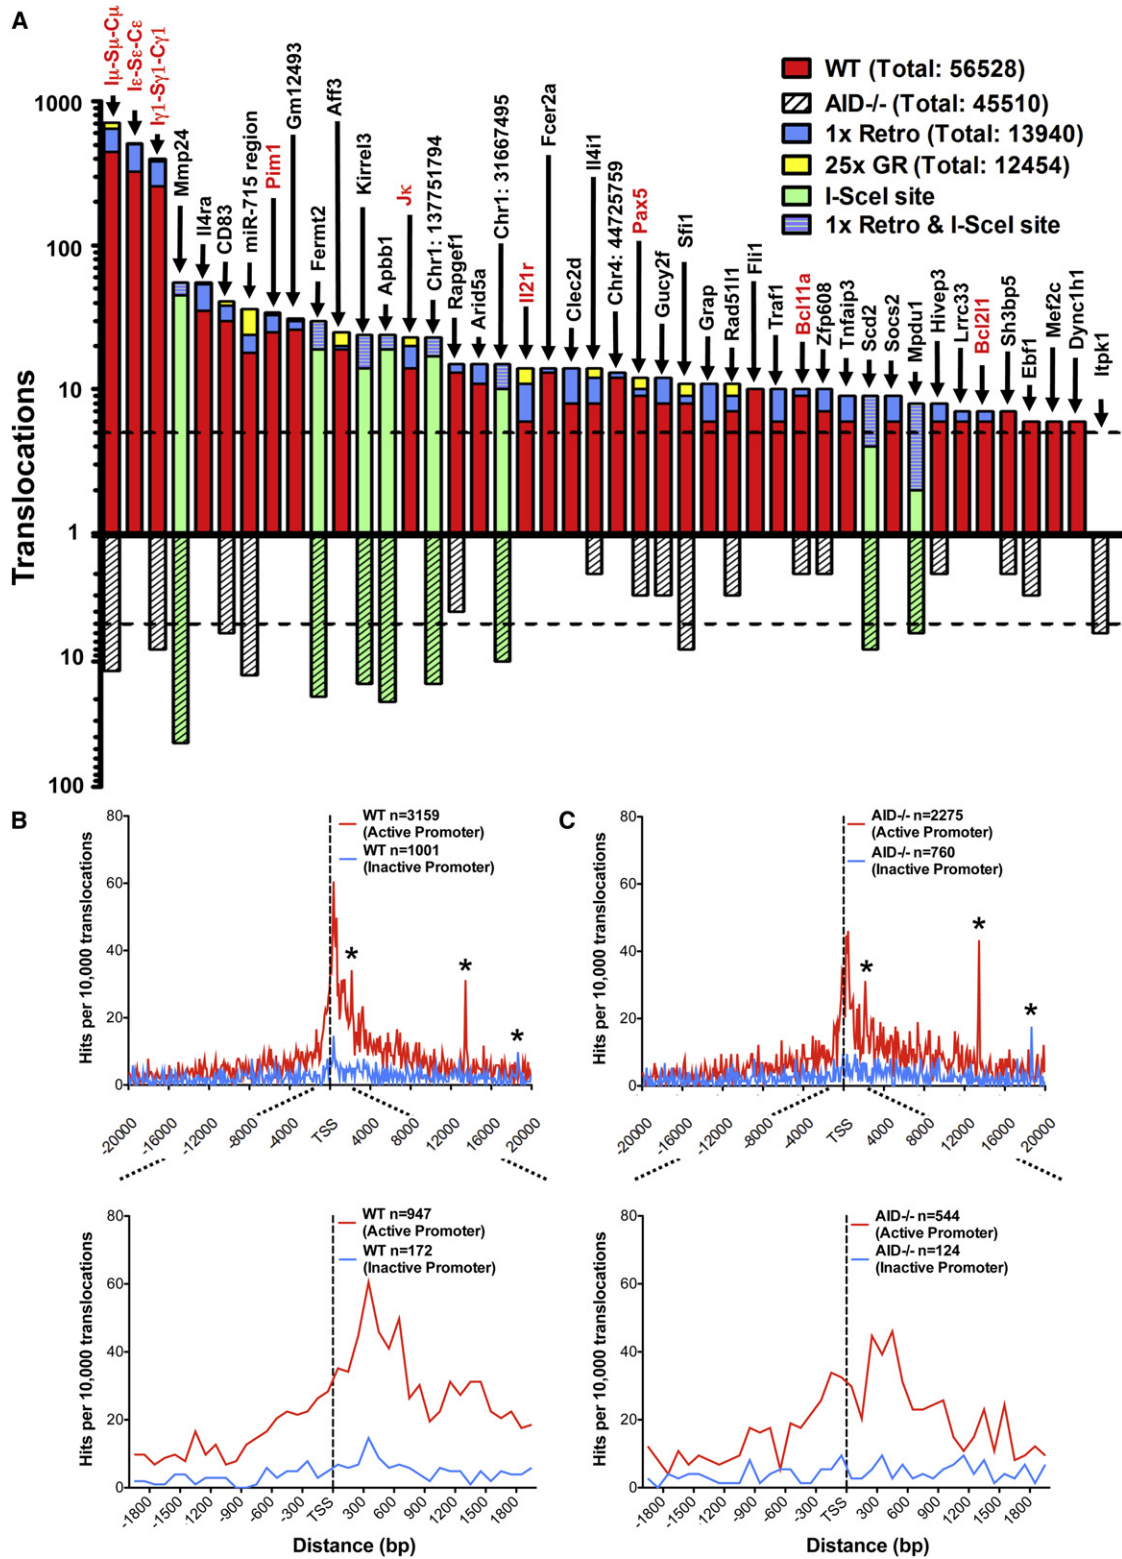 A
Iμ-Sμ-Cμ
Iε-Sε-Cε
Iγ1-Sγ1-Cγ1
Mmp24
Il4ra
CD83
miR-715 region
Pim1
Gm12493
Fermt2
Aff3
Kirrel3
Apbb1
Jκ
Chr1: 137751794
Rapgef1
Arid5a
Chr1: 31667495
Il21r
Fcer2a
Clec2d
Il4i1
Chr4: 44725759
Pax5
Gucy2f
Sfi1
Grap
Rad51l1
Fli1
Traf1
Bcl11a
Zfp608
Tnfaip3
Scd2
Socs2
Mpdu1
Hivep3
Lrrc33
Bcl2l1
Sh3bp5
Ebf1
Mef2c
Dync1h1
Itpk1
WT (Total: 56528)
AID-/- (Total: 45510)
1x Retro (Total: 13940)
25x GR (Total: 12454)
I-SceI site
1x Retro & I-SceI site
Translocations
1000
100
10
1
10
100
B
WT n=3159
(Active Promoter)
WT n=1001
(Inactive Promoter)
Hits per 10,000 translocations
80
60
40
20
0
* * *
-20000 -16000 -12000 -8000 -4000 TSS 4000 8000 12000 16000 20000
WT n=947
(Active Promoter)
WT n=172
(Inactive Promoter)
Hits per 10,000 translocations
80
60
40
20
0
-1800 -1500 -1200 -900 -600 -300 TSS 300 600 900 1200 1500 1800
Distance (bp)
C
AID-/- n=2275
(Active Promoter)
AID-/- n=760
(Inactive Promoter)
Hits per 10,000 translocations
80
60
40
20
0
* * *
-20000 -16000 -12000 -8000 -4000 TSS 4000 8000 12000 16000 20000
AID-/- n=544
(Active Promoter)
AID-/- n=124
(Inactive Promoter)
Hits per 10,000 translocations
80
60
40
20
0
-1800 -1500 -1200 -900 -600 -300 TSS 300 600 900 1200 1500 1800
Distance (bp)